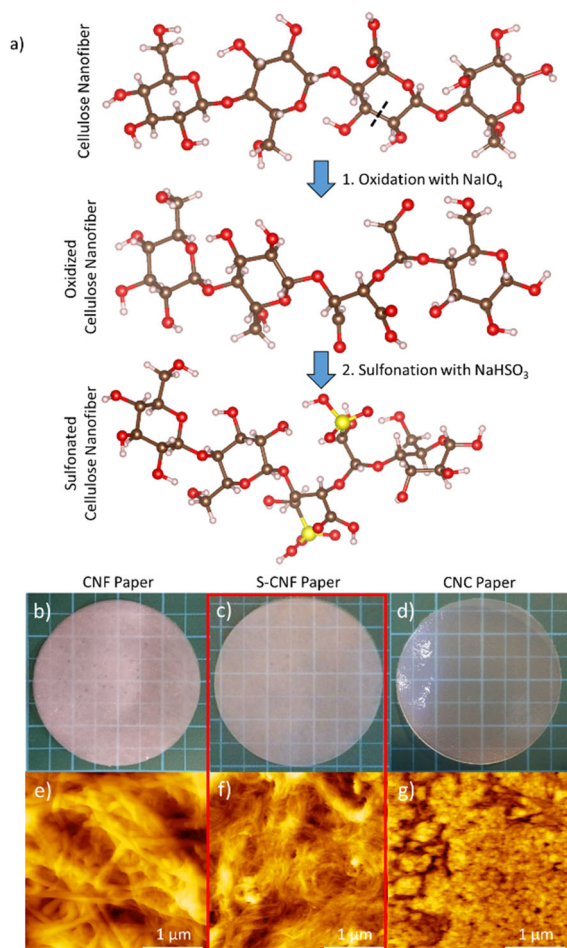 a)
Cellulose Nanofiber
1. Oxidation with NaIO₄
Oxidized
Cellulose Nanofiber
2. Sulfonation with NaHSO₃
Sulfonated
Cellulose Nanofiber
CNF Paper
S-CNF Paper
CNC Paper
b)
c)
d)
e)
f)
g)
1 µm
1 µm
1 µm